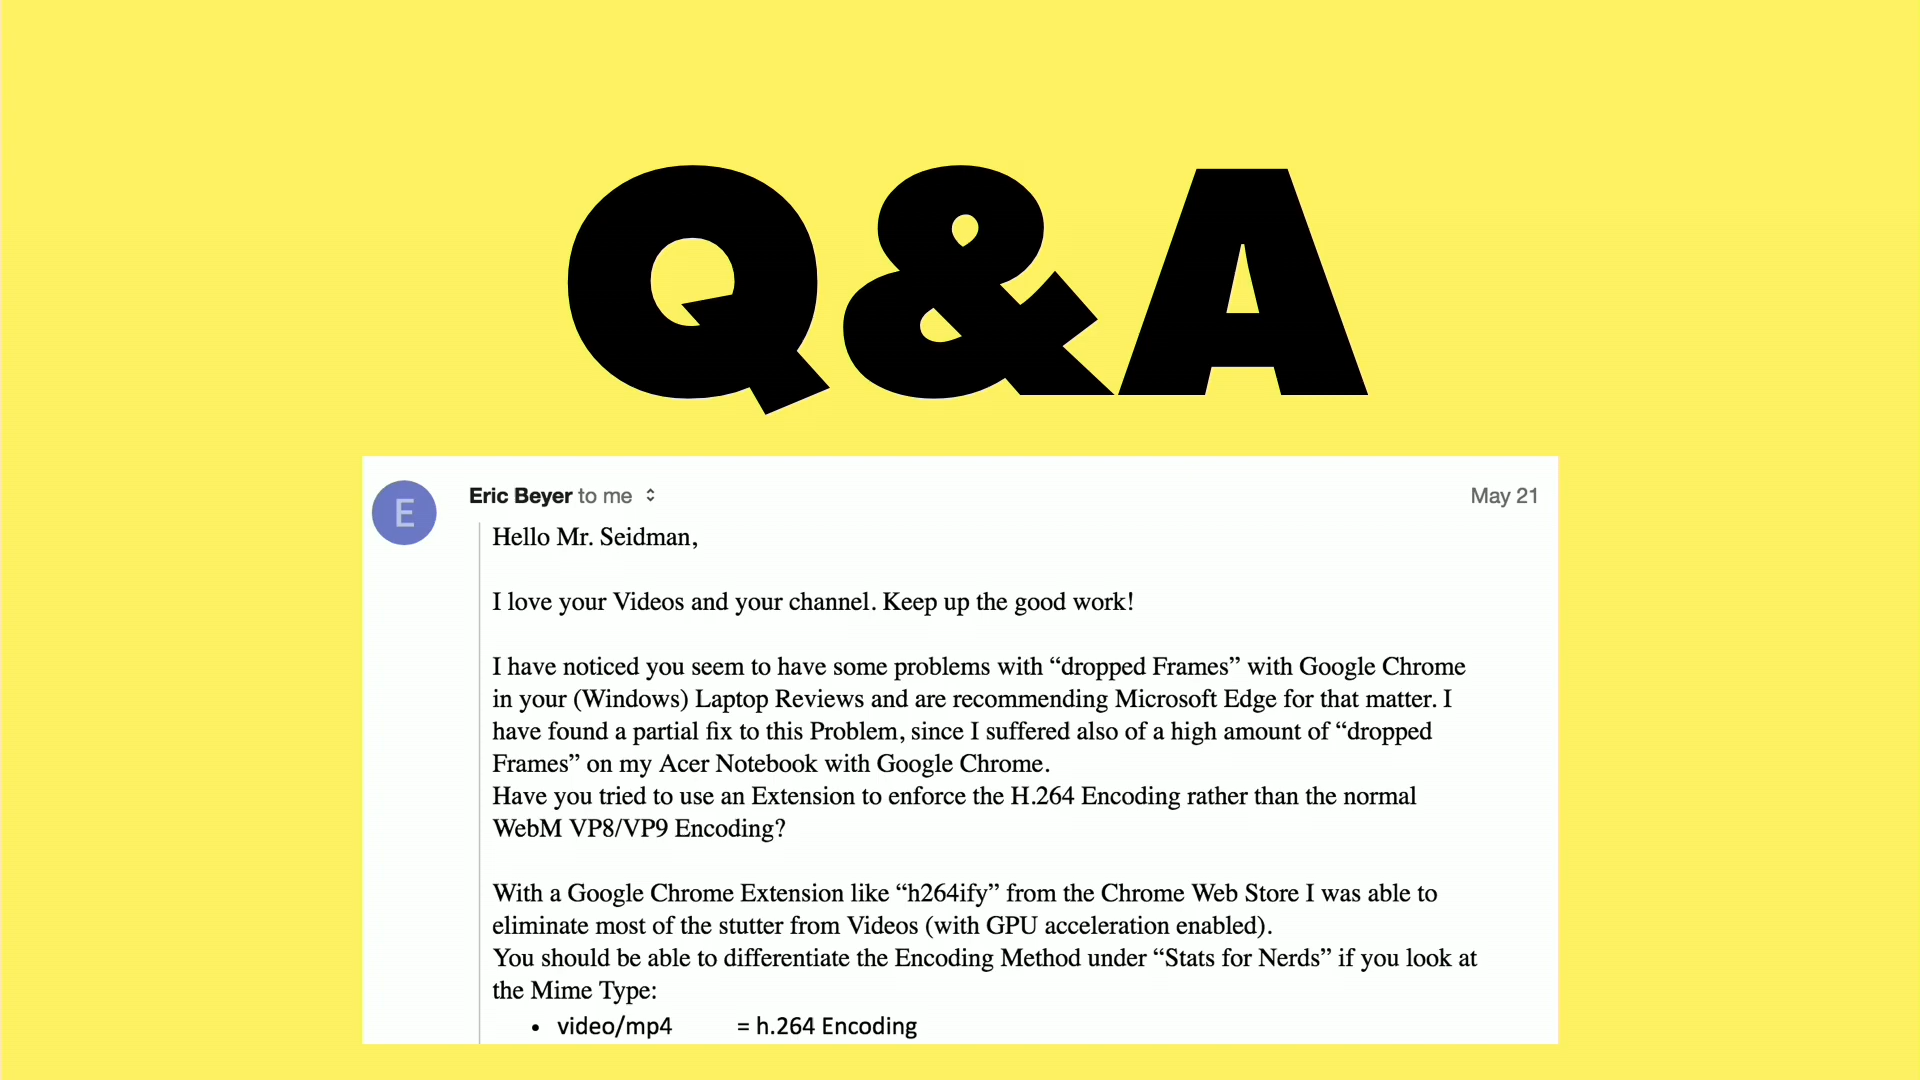 Q&A
E
Eric Beyer to me
May 21
Hello Mr. Seidman,
I love your Videos and your channel. Keep up the good work!
I have noticed you seem to have some problems with “dropped Frames” with Google Chrome
in your (Windows) Laptop Reviews and are recommending Microsoft Edge for that matter. I
have found a partial fix to this Problem, since I suffered also of a high amount of “dropped
Frames” on my Acer Notebook with Google Chrome.
Have you tried to use an Extension to enforce the H.264 Encoding rather than the normal
WebM VP8/VP9 Encoding?
With a Google Chrome Extension like “h264ify” from the Chrome Web Store I was able to
eliminate most of the stutter from Videos (with GPU acceleration enabled).
You should be able to differentiate the Encoding Method under “Stats for Nerds” if you look at
the Mime Type:
• video/mp4 = h.264 Encoding